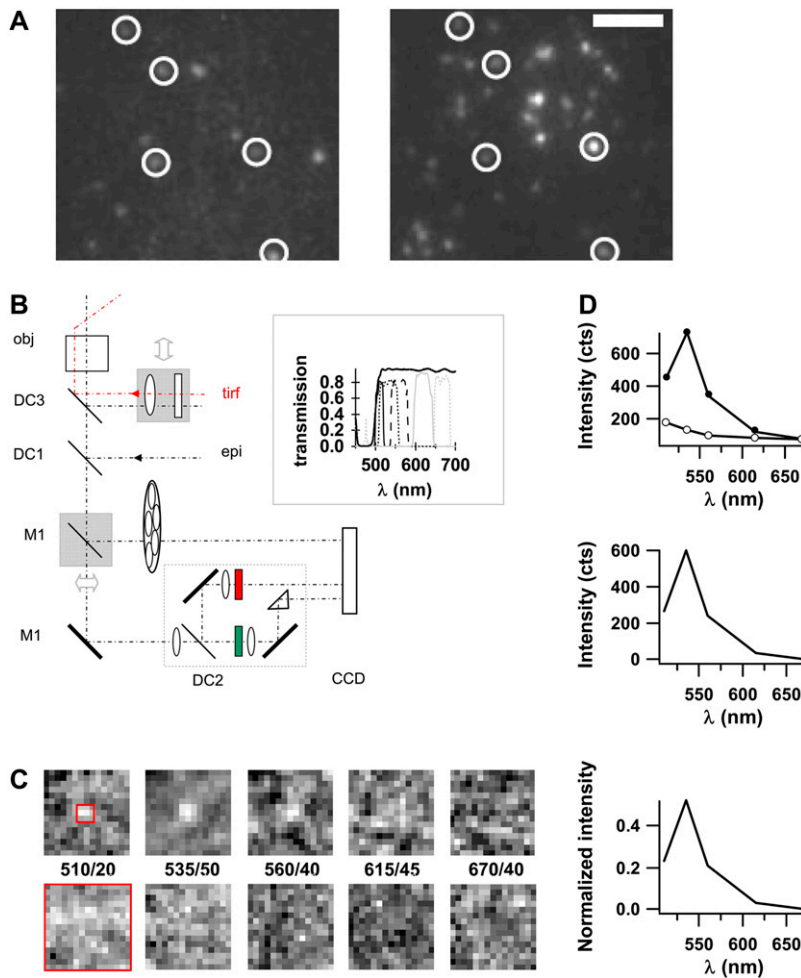 A
B
obj
DC3
tirf
DC1
epi
M1
M1
DC2
CCD
transmission
0.8
0.6
0.4
0.2
0.0
500
600
700
λ (nm)
C
510/20
535/50
560/40
615/45
670/40
D
Intensity (cts)
600
400
200
550
600
650
λ (nm)
Intensity (cts)
600
400
200
0
550
600
650
λ (nm)
Normalized intensity
0.4
0.2
0.0
550
600
650
λ (nm)